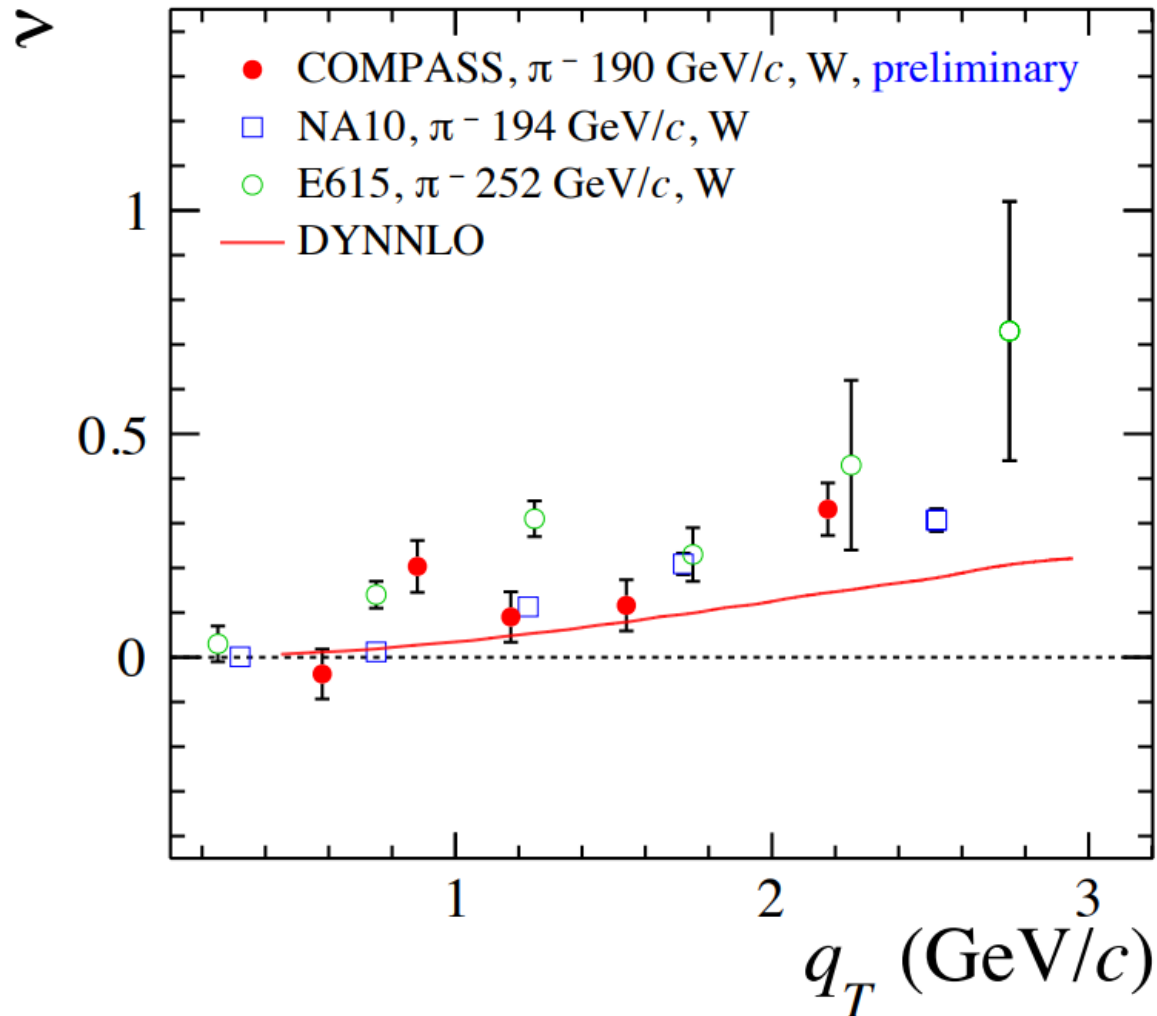 ν
COMPASS, π⁻ 190 GeV/c, W, preliminary
NA10, π⁻ 194 GeV/c, W
E615, π⁻ 252 GeV/c, W
DYNNLO
1
0.5
0
1 2 3
q_T (GeV/c)